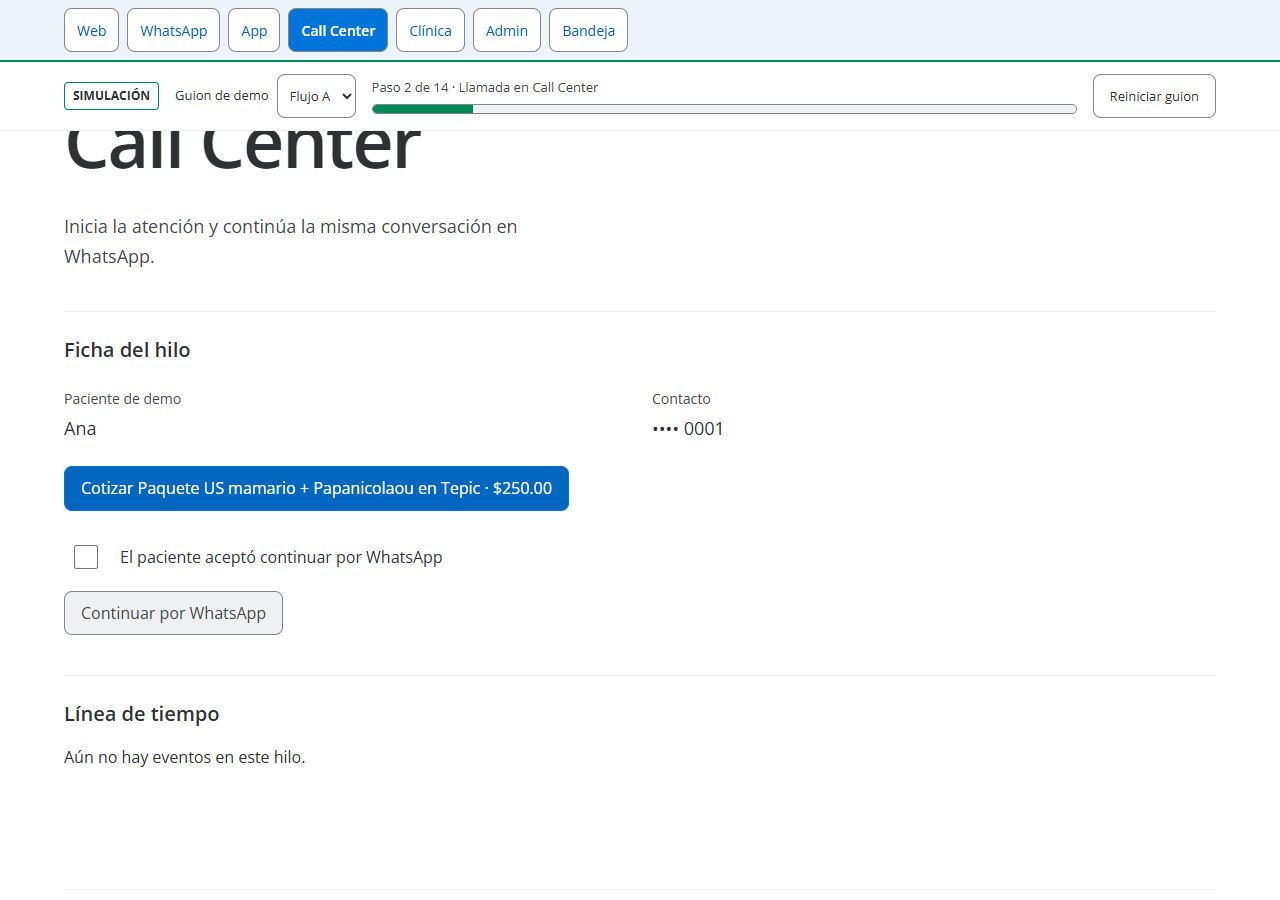 Web WhatsApp App Call Center Clínica Admin Bandeja
SIMULACIÓN Guion de demo Flujo A Paso 2 de 14 · Llamada en Call Center Reiniciar guion
Call Center
Inicia la atención y continúa la misma conversación en
WhatsApp.
Ficha del hilo
Paciente de demo Contacto
Ana •••• 0001
Cotizar Paquete US mamario + Papanicolaou en Tepic · $250.00
El paciente aceptó continuar por WhatsApp
Continuar por WhatsApp
Línea de tiempo
Aún no hay eventos en este hilo.